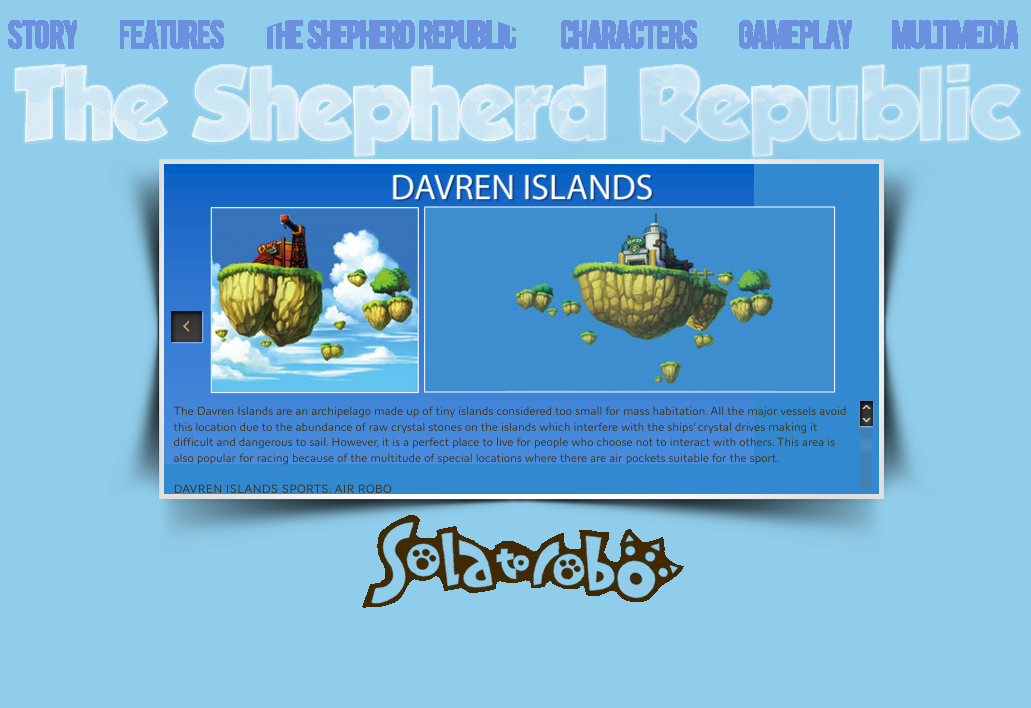 STORY FEATURES THE SHEPHERD REPUBLIC CHARACTERS GAMEPLAY MULTIMEDIA
The Shepherd Republic
DAVREN ISLANDS
The Davren Islands are an archipelago made up of tiny islands considered too small for mass habitation. All the major vessels avoid
this location due to the abundance of raw crystal stones on the islands which interfere with the ships' crystal drives making it
difficult and dangerous to sail. However, it is a perfect place to live for people who choose not to interact with others. This area is
also popular for racing because of the multitude of special locations where there are air pockets suitable for the sport.
DAVREN ISLANDS SPORTS: AIR ROBO
Solatorobo